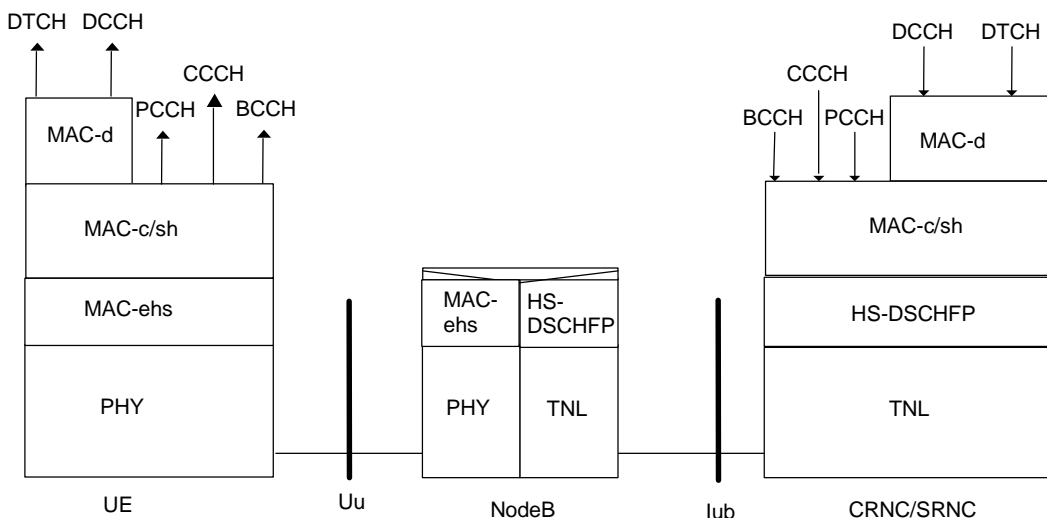 DTCH DCCH
CCCH
PCCH
BCCH
MAC-d
MAC-c/sh
MAC-ehs
PHY
UE
Uu
MAC-
ehs
HS-
DSCHFP
PHY
TNL
NodeB
Iub
DCCH DTCH
CCCH
BCCH
PCCH
MAC-d
MAC-c/sh
HS-DSCHFP
TNL
CRNC/SRNC